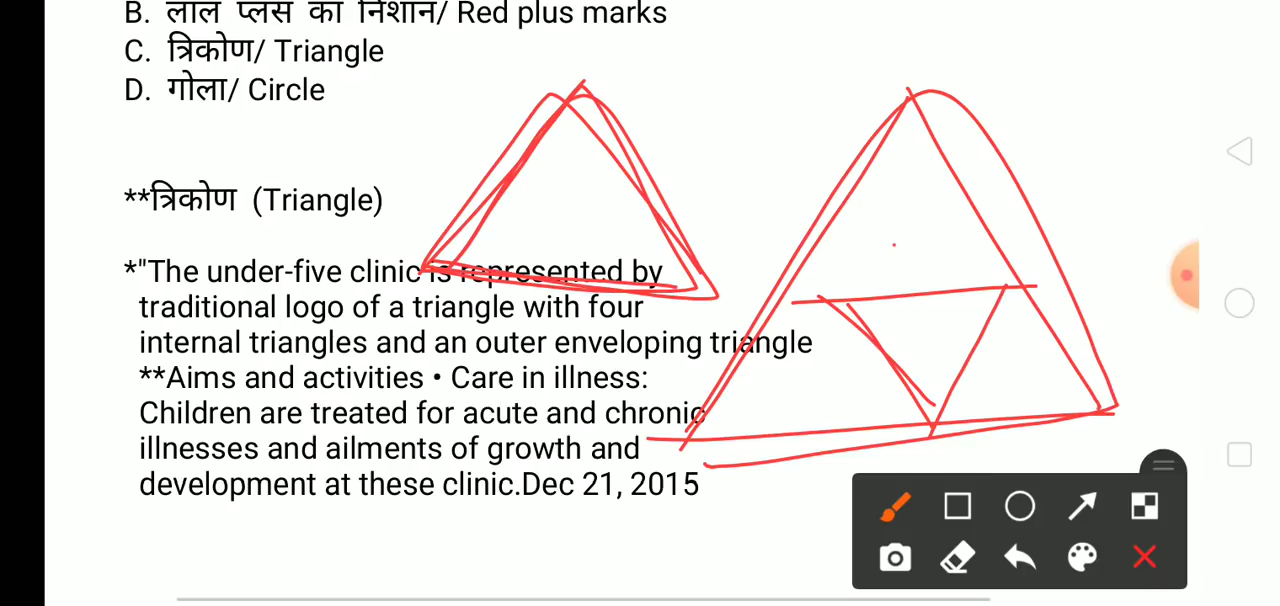 B. लाल प्लस का निशान/ Red plus marks
C. त्रिकोण/ Triangle
D. गोला/ Circle
**त्रिकोण (Triangle)
*"The under-five clinic is represented by
traditional logo of a triangle with four
internal triangles and an outer enveloping triangle
**Aims and activities • Care in illness:
Children are treated for acute and chronic
illnesses and ailments of growth and
development at these clinic.Dec 21, 2015